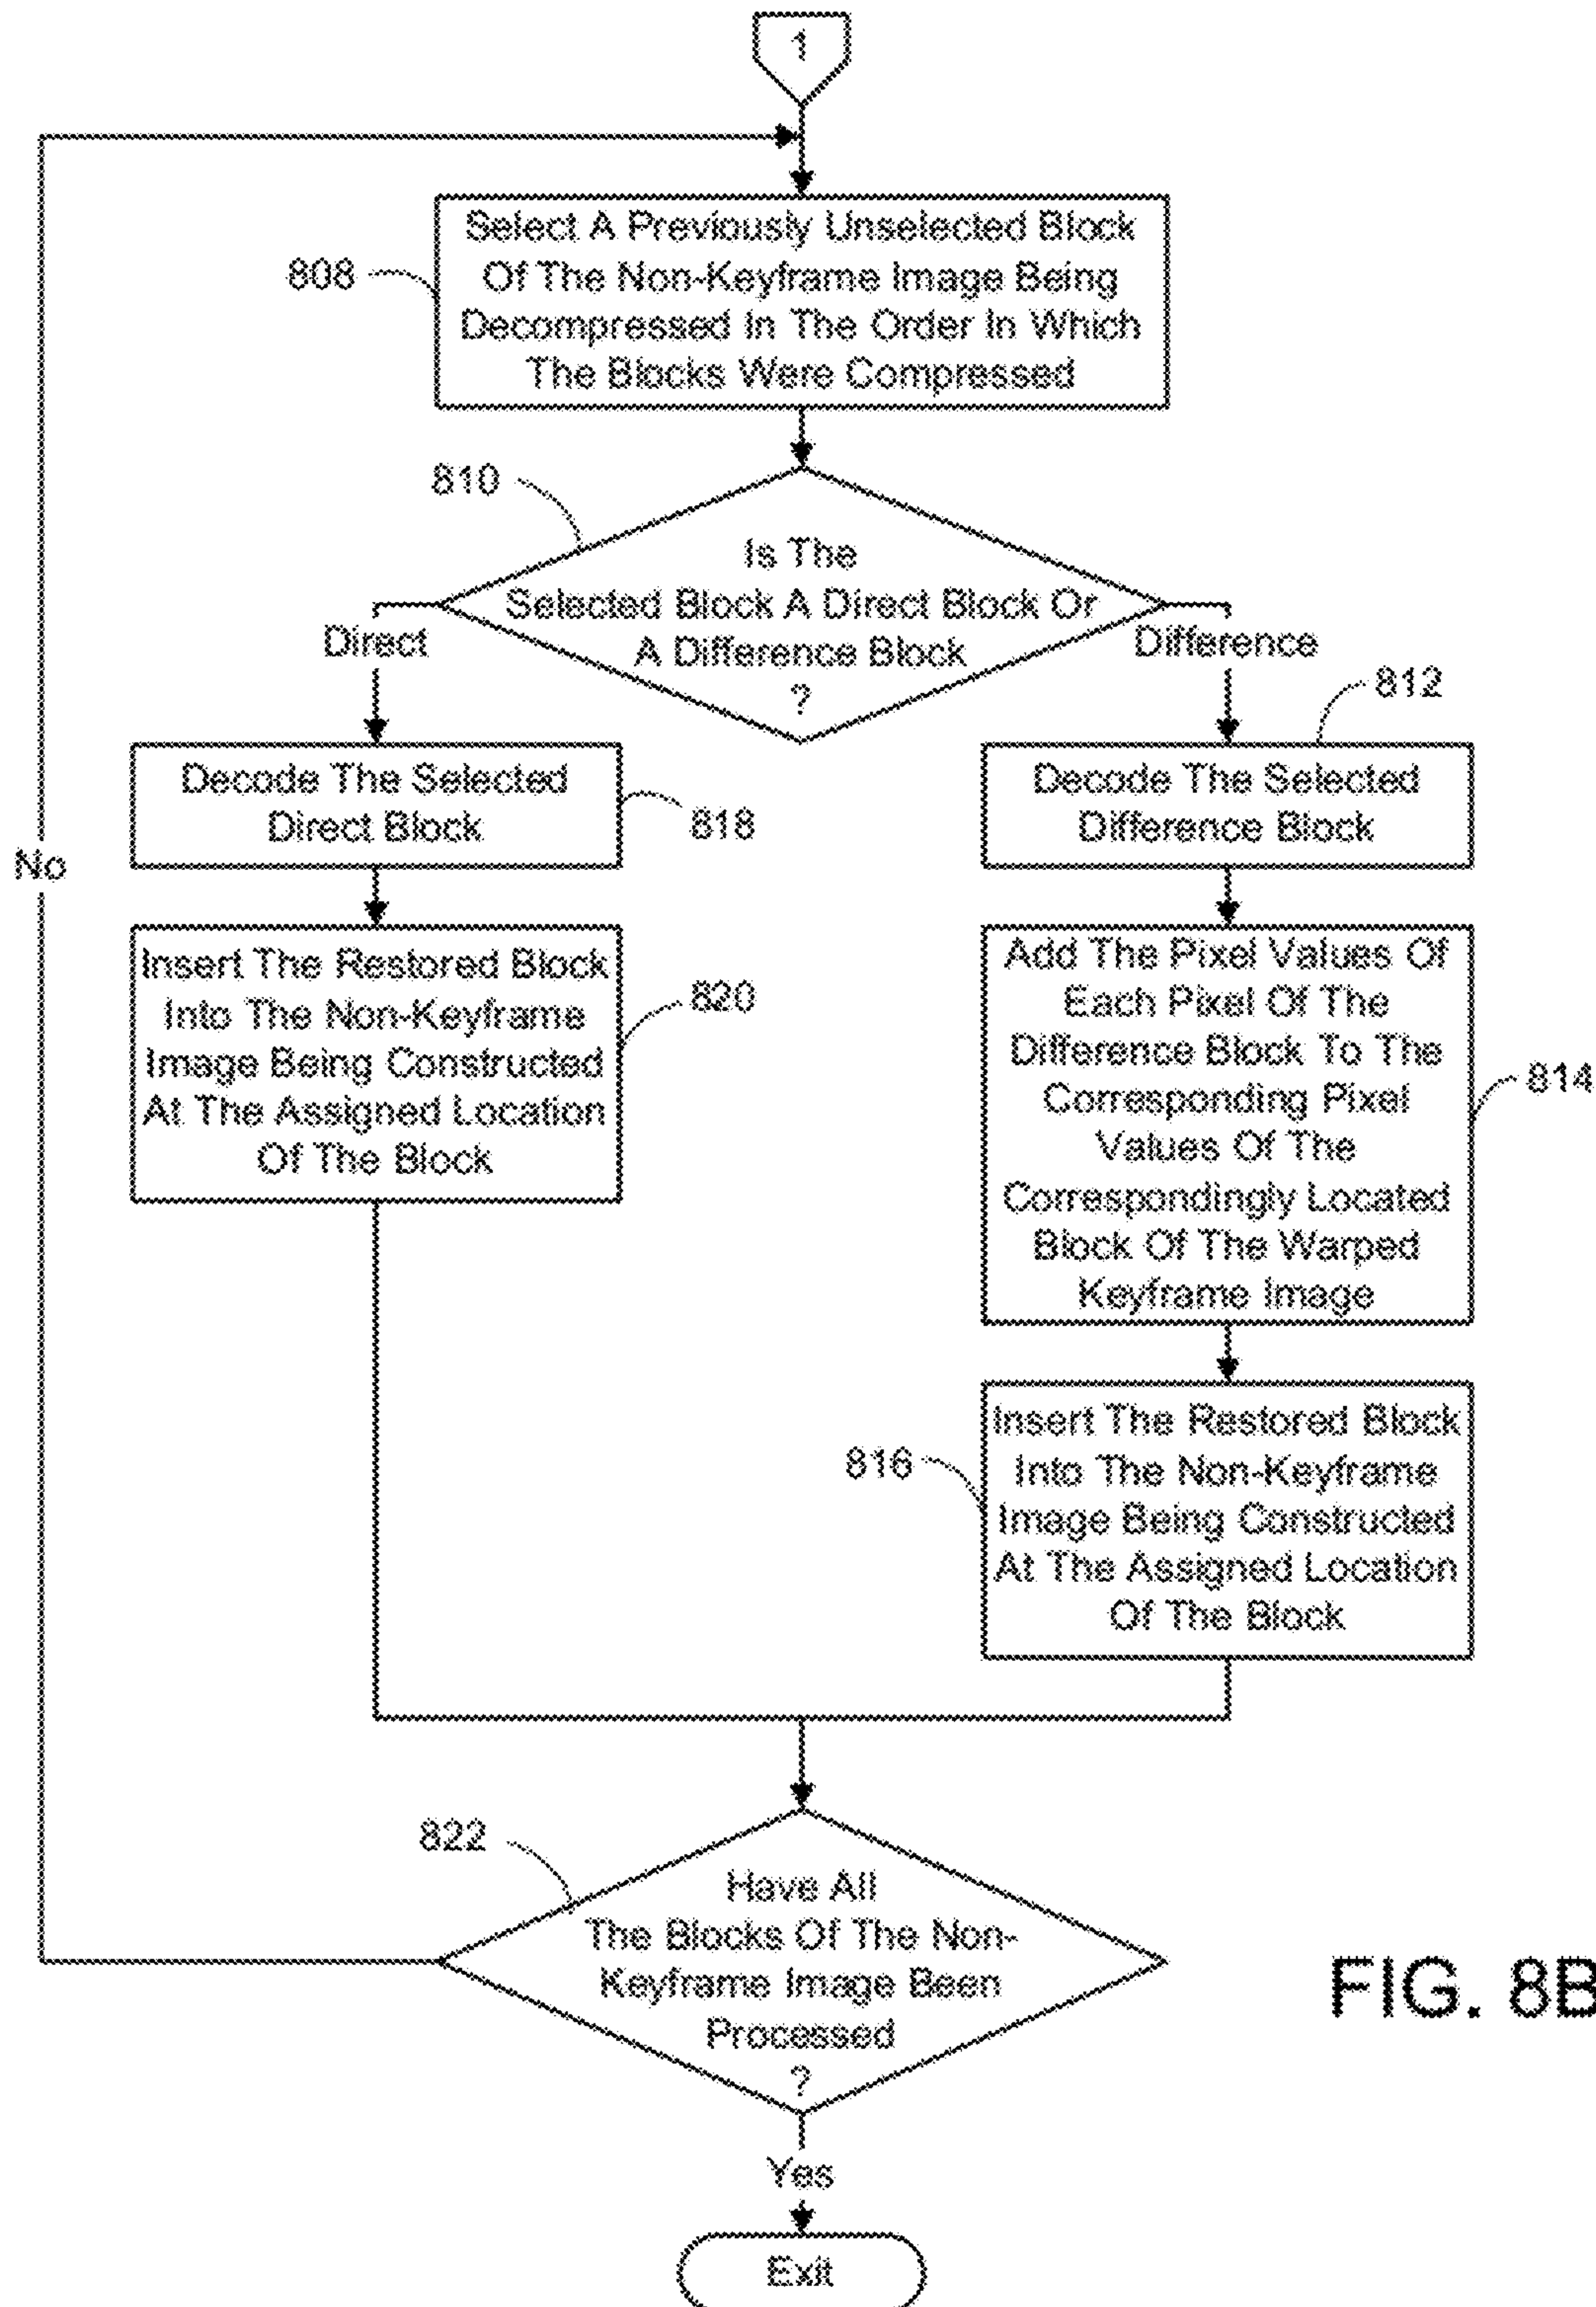 1
Select A Previously Unselected Block
Of The Non-Keyframe Image Being
Decompressed In The Order In Which
The Blocks Were Compressed
808
810
Is The
Selected Block A Direct Block Or
A Difference Block
?
Direct
Difference
812
Decode The Selected
Direct Block
818
Decode The Selected
Difference Block
No
Insert The Restored Block
Into The Non-Keyframe
Image Being Constructed
At The Assigned Location
Of The Block
820
Add The Pixel Values Of
Each Pixel Of The
Difference Block To The
Corresponding Pixel
Values Of The
Correspondingly Located
Block Of The Warped
Keyframe Image
814
816
Insert The Restored Block
Into The Non-Keyframe
Image Being Constructed
At The Assigned Location
Of The Block
822
Have All
The Blocks Of The Non-
Keyframe Image Been
Processed
?
FIG. 8B
Yes
Exit